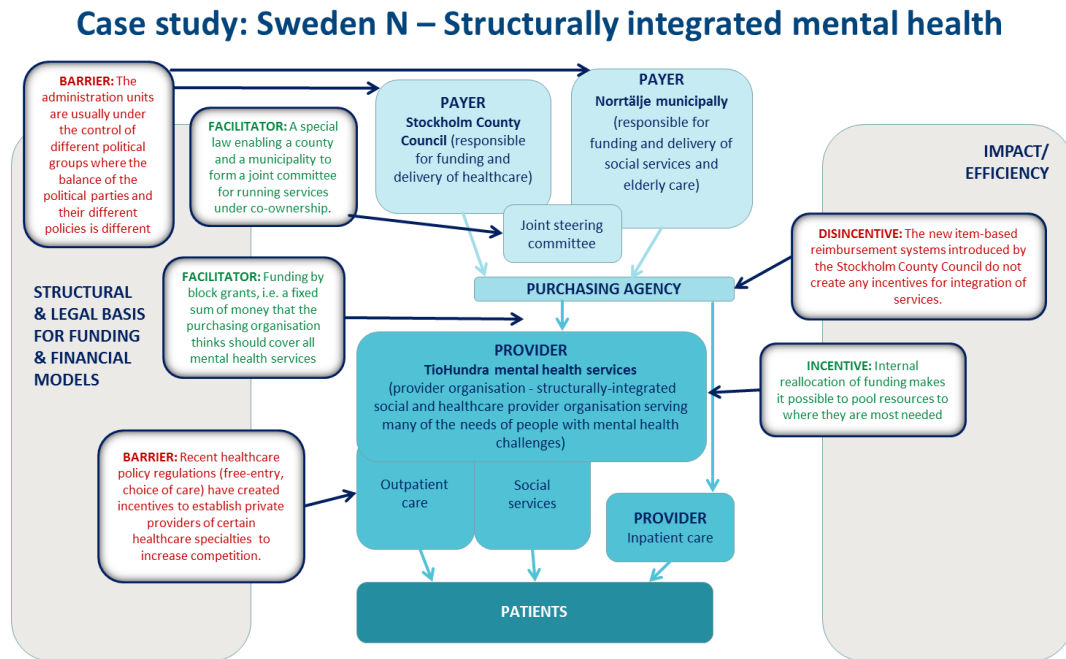 Case study: Sweden N – Structurally integrated mental health
BARRIER: The
administration units
are usually under
the control of
different political
groups where the
balance of the
political parties and
their different
policies is different
FACILITATOR: A special
law enabling a county
and a municipality to
form a joint committee
for running services
under co-ownership.
PAYER
Stockholm County
Council (responsible
for funding and
delivery of healthcare)
PAYER
Norrtälje municipally
(responsible for
funding and delivery of
social services and
elderly care)
Joint steering
committee
IMPACT/
EFFICIENCY
DISINCENTIVE: The new item-based
reimbursement systems introduced by
the Stockholm County Council do not
create any incentives for integration of
services.
STRUCTURAL
& LEGAL BASIS
FOR FUNDING
& FINANCIAL
MODELS
FACILITATOR: Funding by
block grants, i.e. a fixed
sum of money that the
purchasing organisation
thinks should cover all
mental health services
PURCHASING AGENCY
PROVIDER
TioHundra mental health services
(provider organisation - structurally-integrated
social and healthcare provider organisation serving
many of the needs of people with mental health
challenges)
INCENTIVE: Internal
reallocation of funding makes
it possible to pool resources to
where they are most needed
BARRIER: Recent healthcare
policy regulations (free-entry,
choice of care) have created
incentives to establish private
providers of certain
healthcare specialties to
increase competition.
Outpatient
care
Social
services
PROVIDER
Inpatient care
PATIENTS